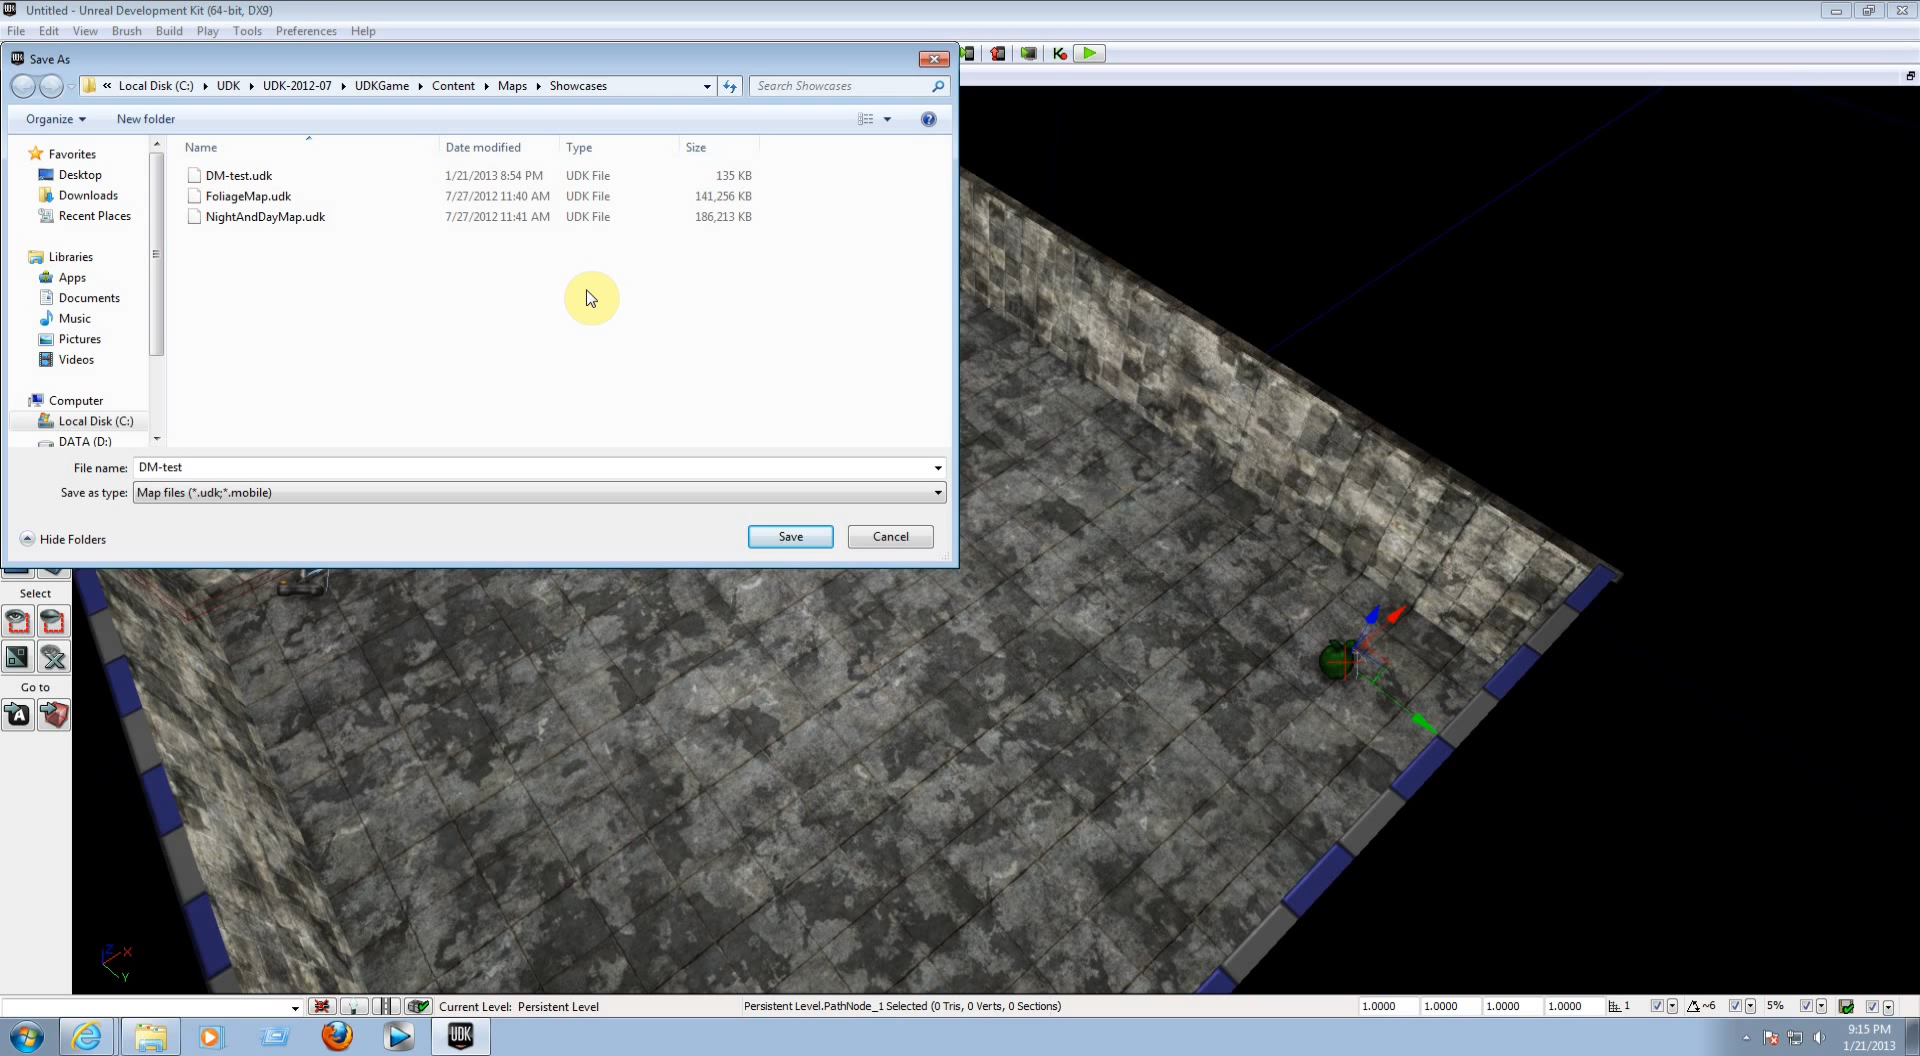 Untitled - Unreal Development Kit (64-bit, DX9)
File Edit View Brush Build Play Tools Preferences Help
Save As
« Local Disk (C:) UDK UDK-2012-07 UDKGame Content Maps Showcases
Search Showcases
Organize
New folder
Name Date modified Type Size
DM-test.udk 1/21/2013 8:54 PM UDK File 135 KB
FoliageMap.udk 7/27/2012 11:40 AM UDK File 141,256 KB
NightAndDayMap.udk 7/27/2012 11:41 AM UDK File 186,213 KB
Favorites
Desktop
Downloads
Recent Places
Libraries
Apps
Documents
Music
Pictures
Videos
Computer
Local Disk (C:)
DATA (D:)
File name: DM-test
Save as type: Map files (*.udk;*.mobile)
Hide Folders
Save
Cancel
Select
Go to
Z X
Y
Current Level: Persistent Level
Persistent Level.PathNode_1 Selected (0 Tris, 0 Verts, 0 Sections)
1.0000 1.0000 1.0000 1.0000 1 ~6 5%
UDK
9:15 PM
1/21/2013